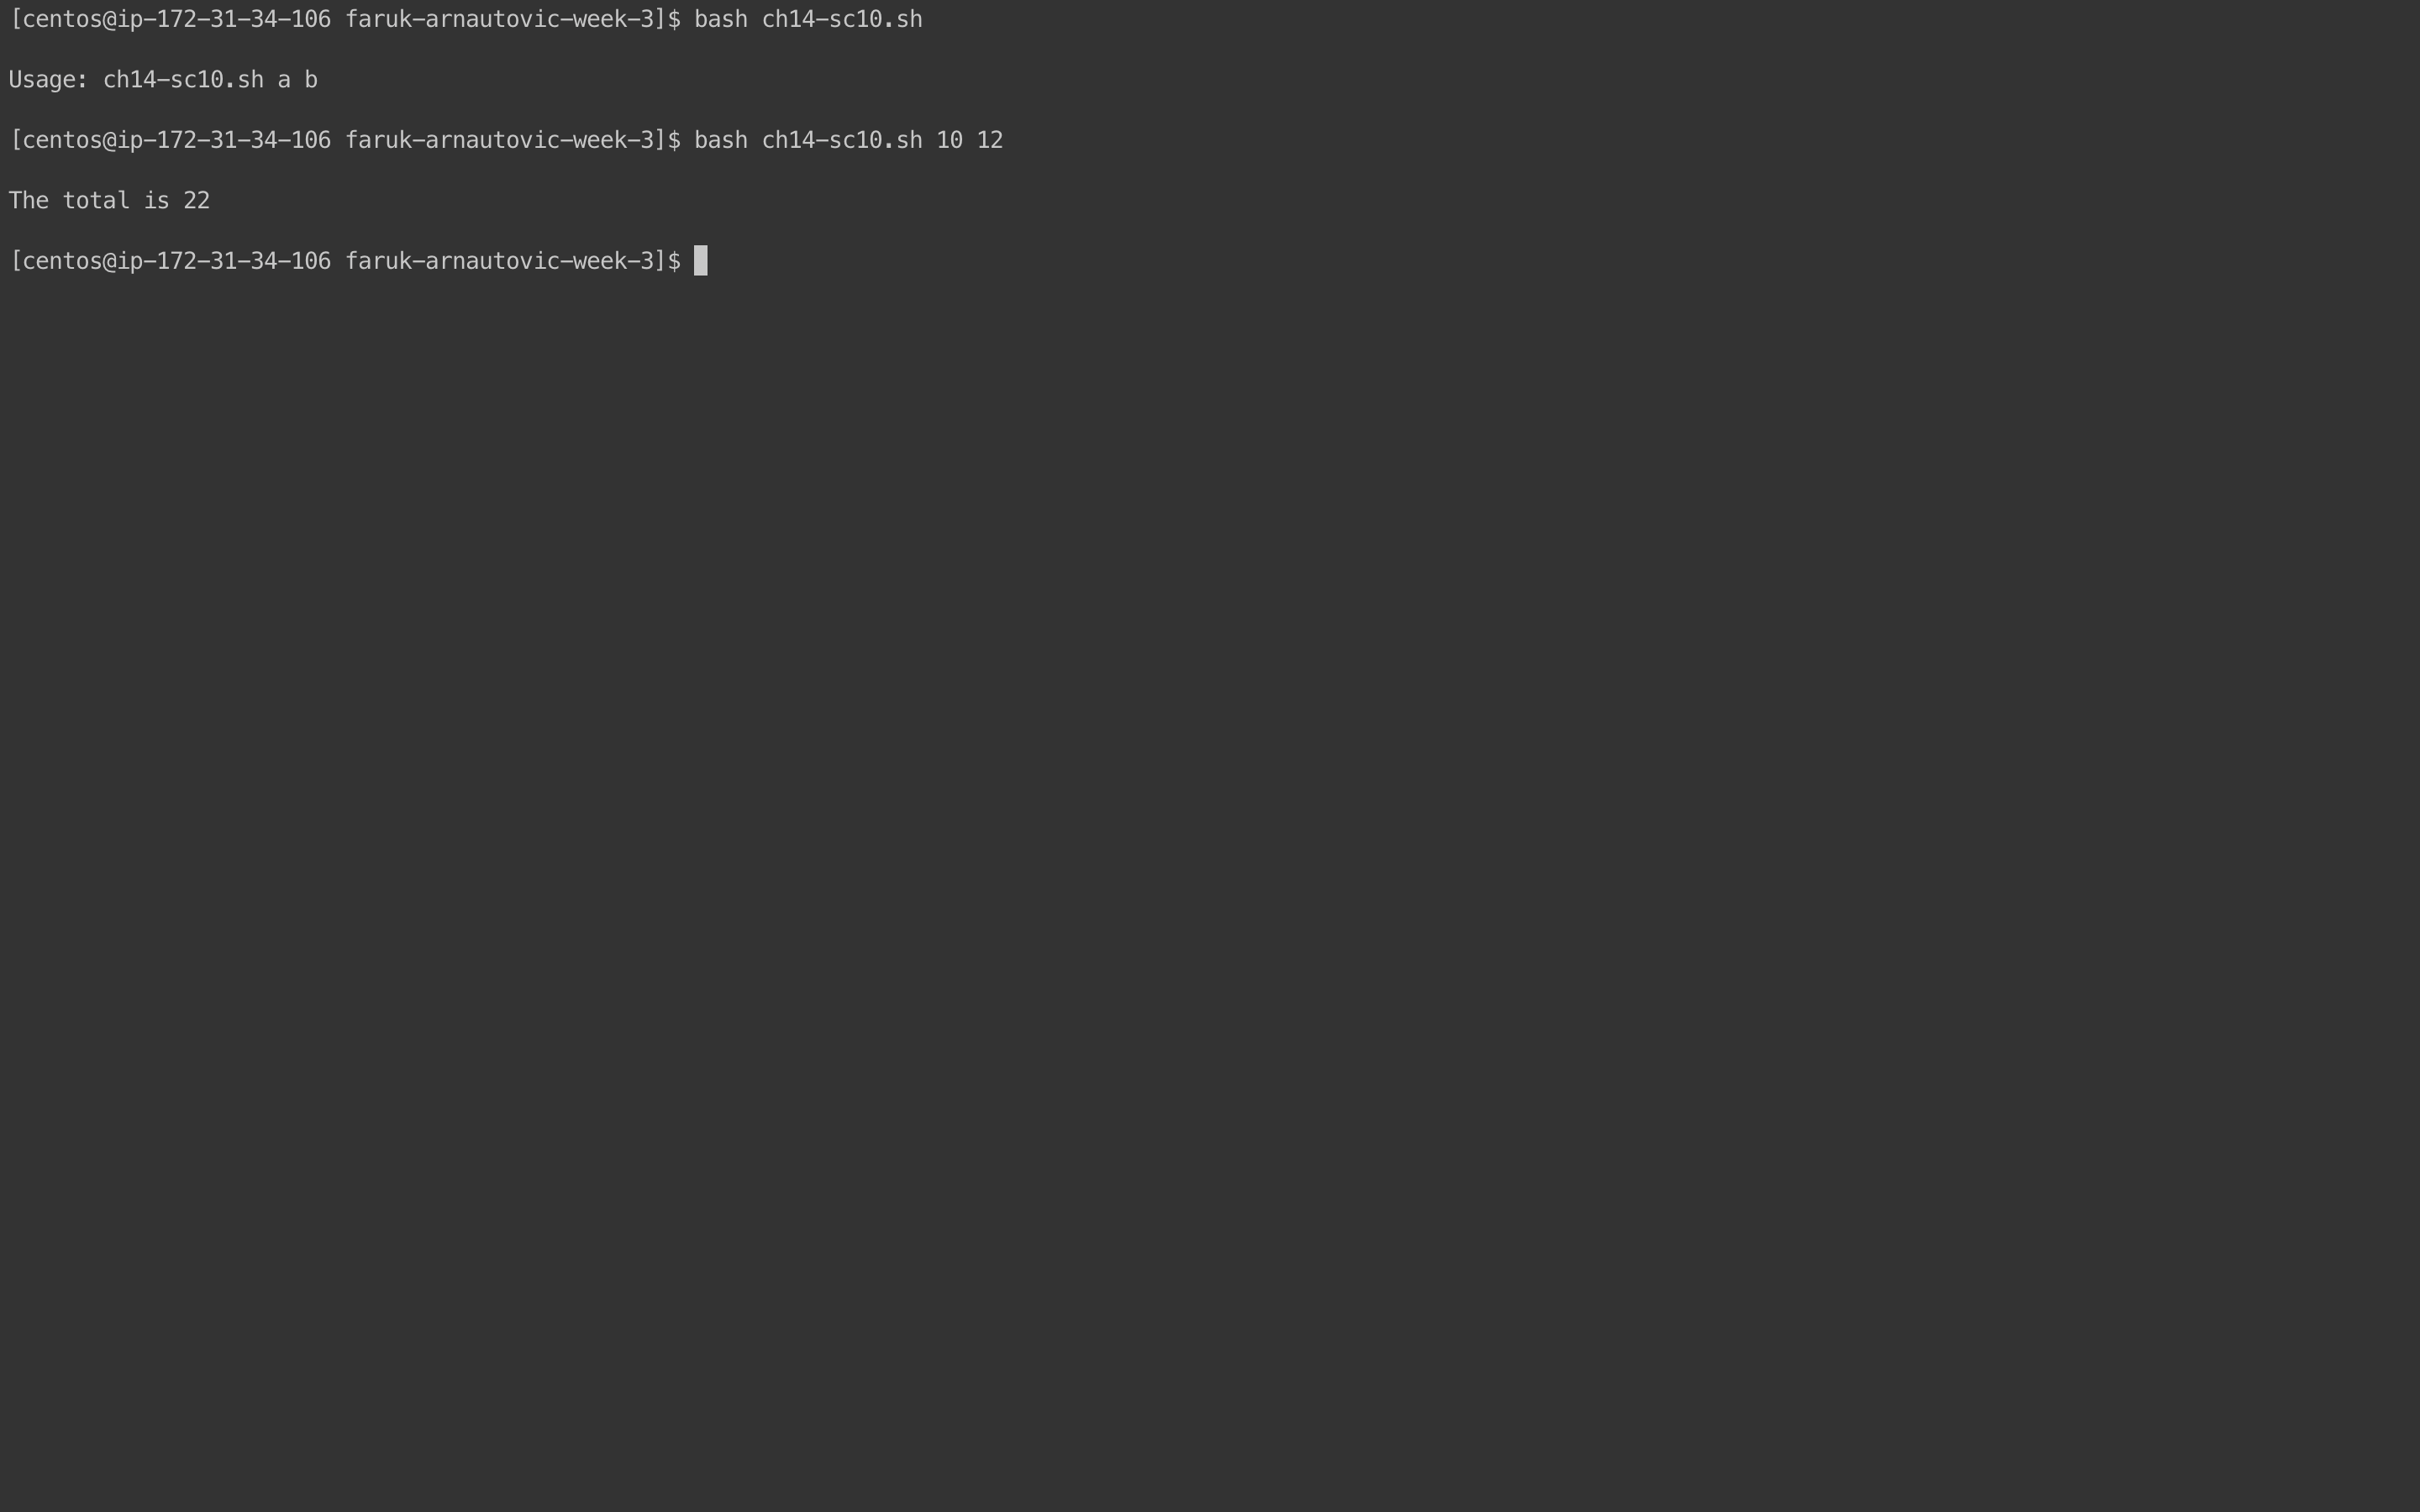 [centos@ip-172-31-34-106 faruk-arnautovic-week-3]$ bash ch14-sc10.sh
Usage: ch14-sc10.sh a b
[centos@ip-172-31-34-106 faruk-arnautovic-week-3]$ bash ch14-sc10.sh 10 12
The total is 22
[centos@ip-172-31-34-106 faruk-arnautovic-week-3]$